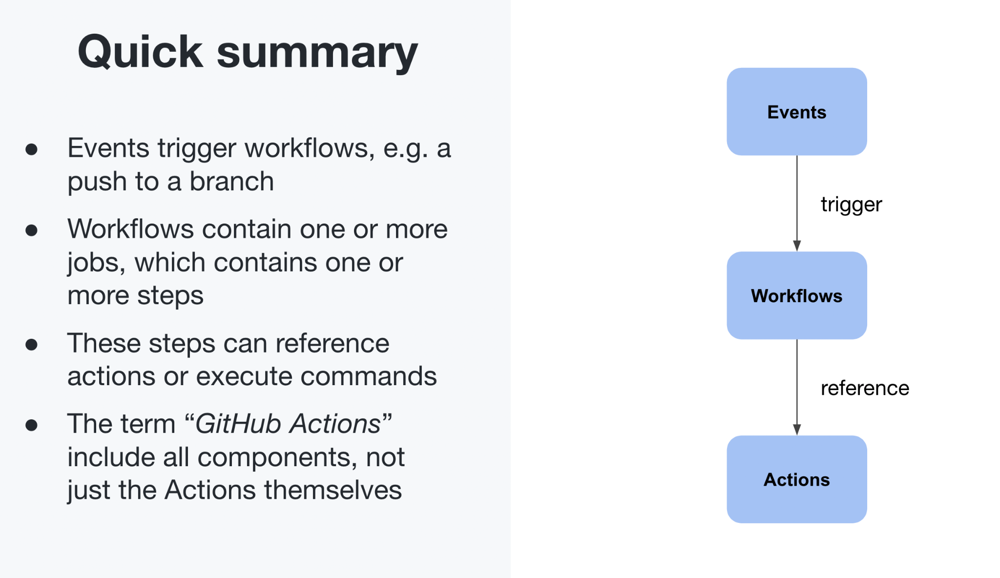 Quick summary
● Events trigger workflows, e.g. a
push to a branch
● Workflows contain one or more
jobs, which contains one or
more steps
● These steps can reference
actions or execute commands
● The term “GitHub Actions”
include all components, not
just the Actions themselves
Events
trigger
Workflows
reference
Actions